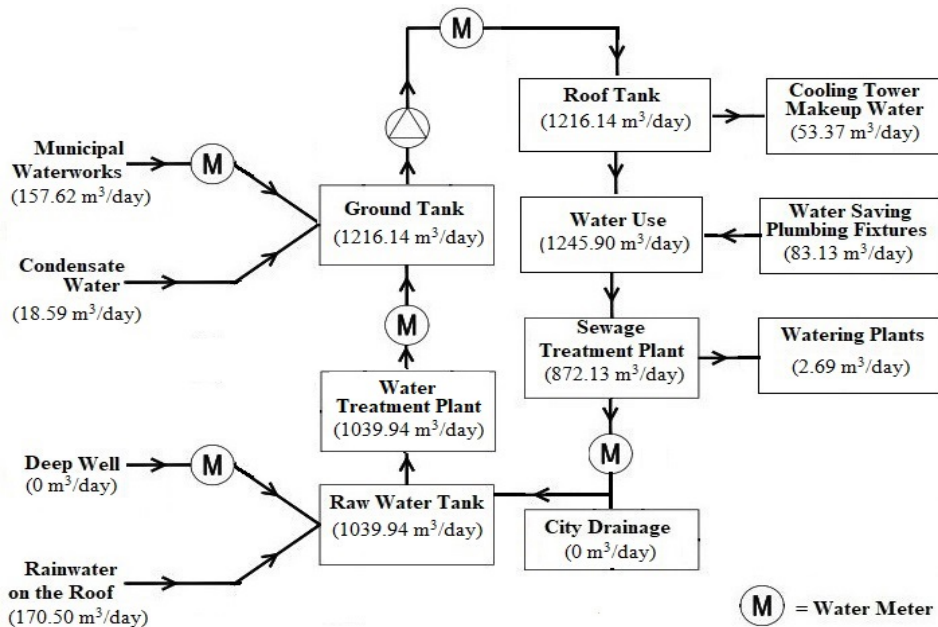 M
Roof Tank
(1216.14 m³/day)
Cooling Tower
Makeup Water
(53.37 m³/day)
Municipal
Waterworks
(157.62 m³/day)
M
Ground Tank
(1216.14 m³/day)
Water Use
(1245.90 m³/day)
Water Saving
Plumbing Fixtures
(83.13 m³/day)
Condensate
Water
(18.59 m³/day)
M
Sewage
Treatment Plant
(872.13 m³/day)
Watering Plants
(2.69 m³/day)
Water
Treatment Plant
(1039.94 m³/day)
M
Deep Well
(0 m³/day)
M
Raw Water Tank
(1039.94 m³/day)
City Drainage
(0 m³/day)
Rainwater
on the Roof
(170.50 m³/day)
M = Water Meter